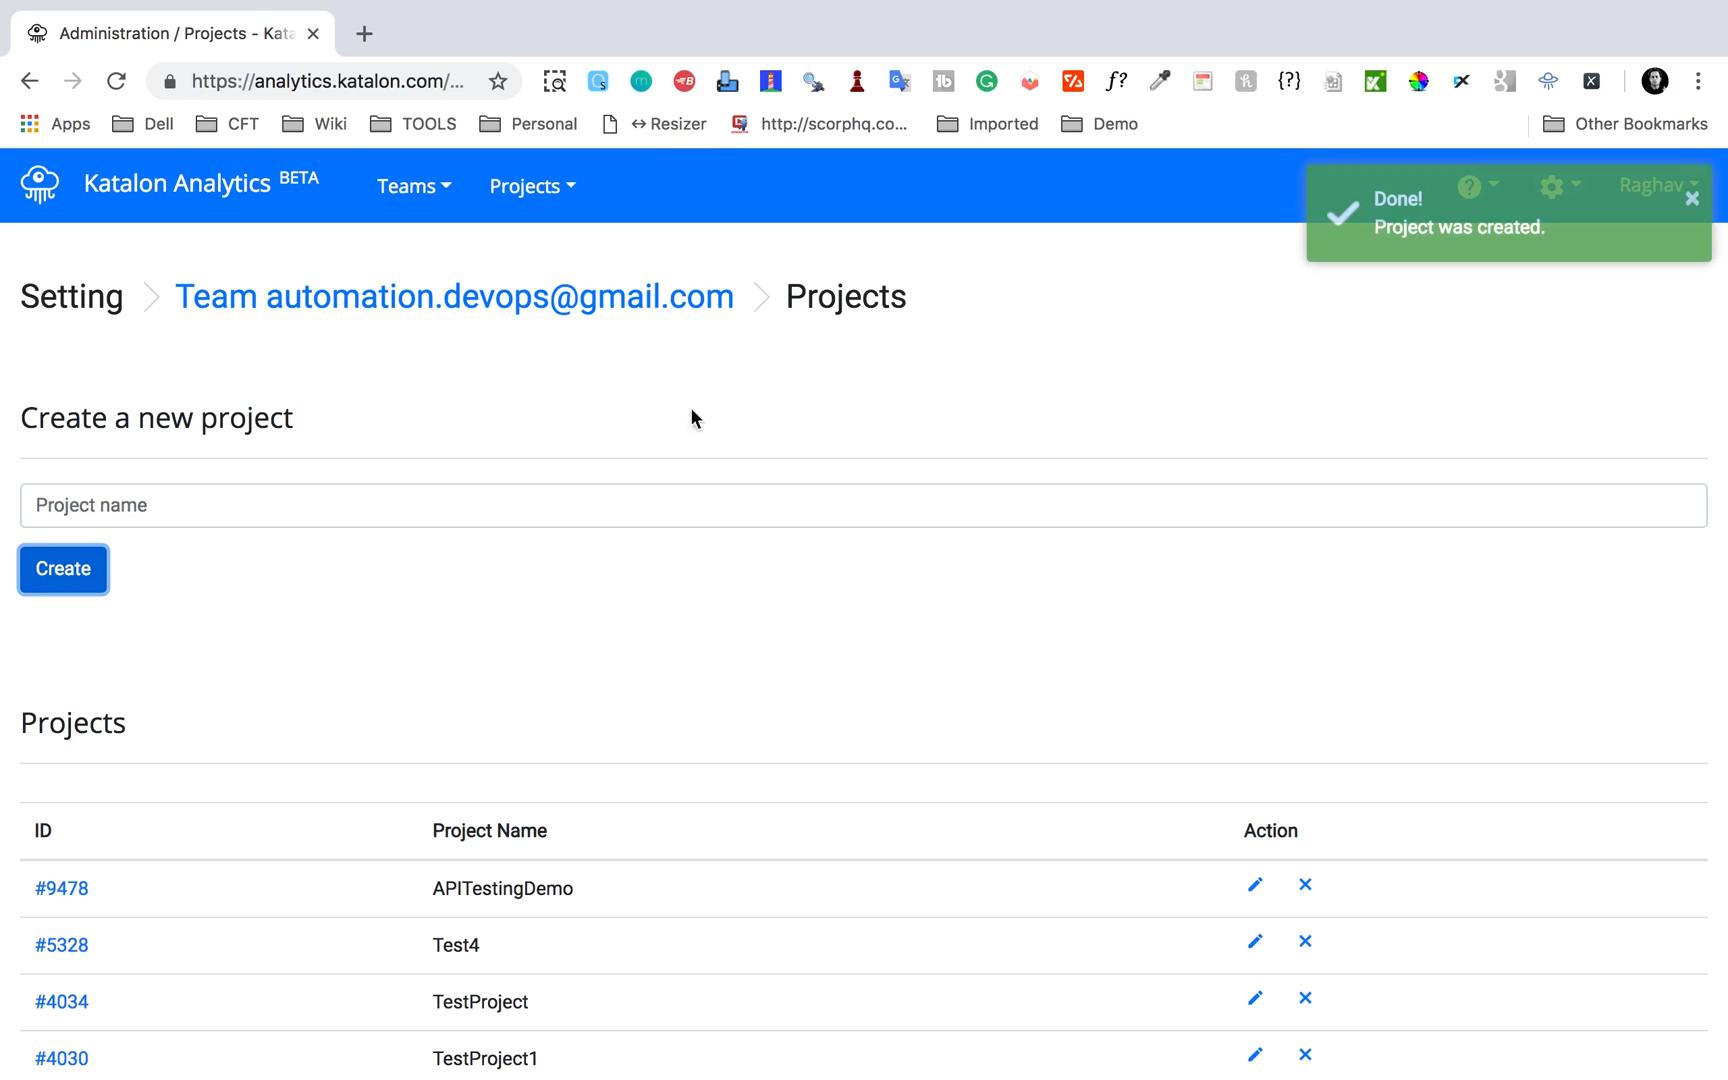 Administration / Projects - Kata
https://analytics.katalon.com/...
Apps Dell CFT Wiki TOOLS Personal ↔ Resizer http://scorphq.co... Imported Demo Other Bookmarks
Katalon Analytics BETA Teams Projects Raghav
Done!
Project was created.
Setting Team automation.devops@gmail.com Projects
Create a new project
Project name
Create
Projects
ID Project Name Action
#9478 APITestingDemo
#5328 Test4
#4034 TestProject
#4030 TestProject1